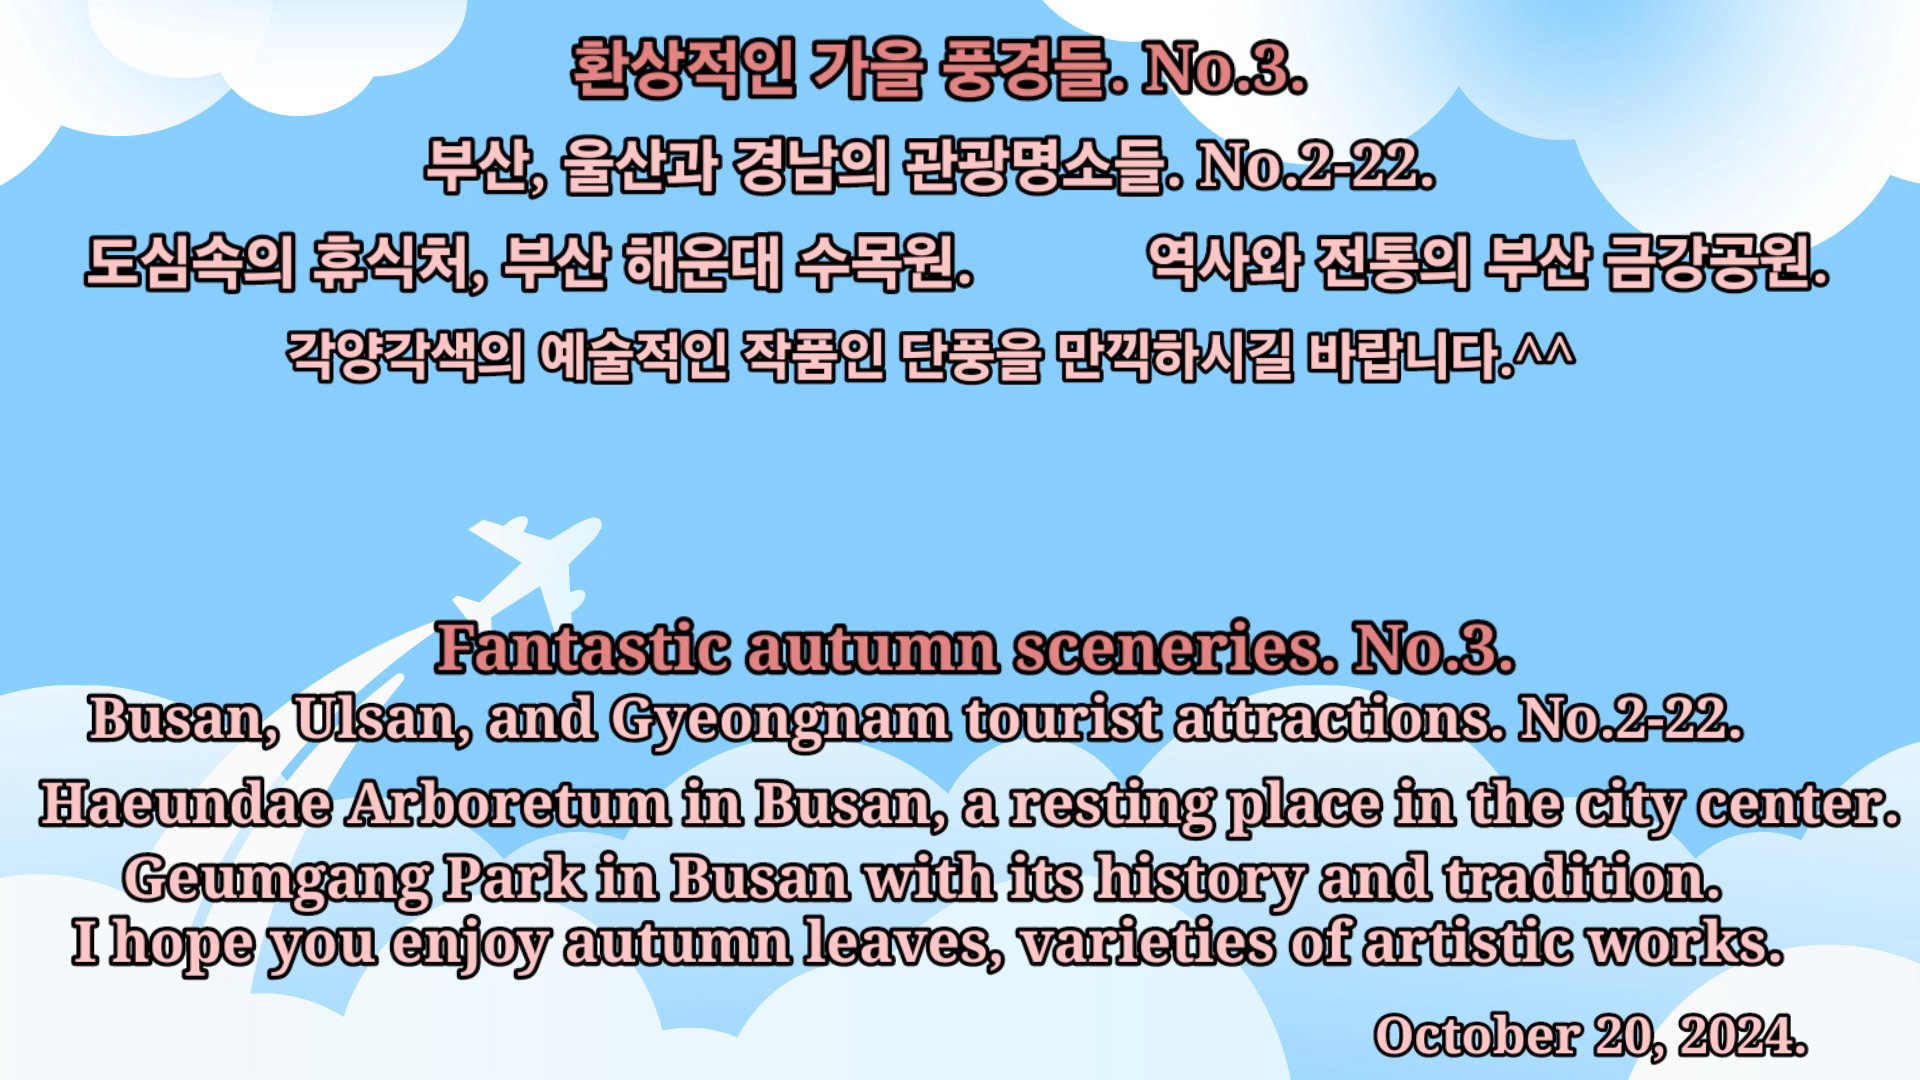 환상적인 가을 풍경들. No.3.
부산, 울산과 경남의 관광명소들. No.2-22.
도심속의 휴식처, 부산 해운대 수목원. 역사와 전통의 부산 금강공원.
각양각색의 예술적인 작품인 단풍을 만끽하시길 바랍니다.^^
Fantastic autumn sceneries. No.3.
Busan, Ulsan, and Gyeongnam tourist attractions. No.2-22.
Haeundae Arboretum in Busan, a resting place in the city center.
Geumgang Park in Busan with its history and tradition.
I hope you enjoy autumn leaves, varieties of artistic works.
October 20, 2024.